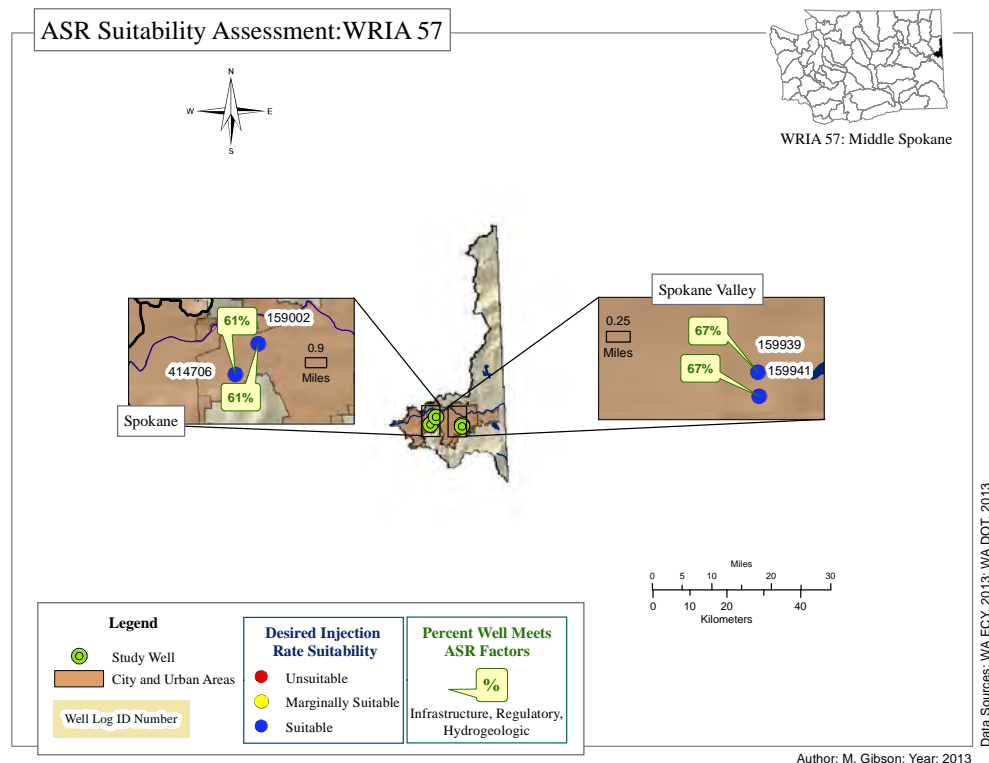 ASR Suitability Assessment:WRIA 57
N
W
E
S
WRIA 57: Middle Spokane
Spokane Valley
61%
159002
0.9
Miles
414706
61%
Spokane
0.25
Miles
67%
159939
67%
159941
Miles
0 5 10 20 30
0 10 20 40
Kilometers
Legend
Study Well
City and Urban Areas
Well Log ID Number
Desired Injection
Rate Suitability
Unsuitable
Marginally Suitable
Suitable
Percent Well Meets
ASR Factors
%
Infrastructure, Regulatory,
Hydrogeologic
Data Sources: WA ECY, 2013; WA DOT, 2013
Author: M. Gibson; Year: 2013